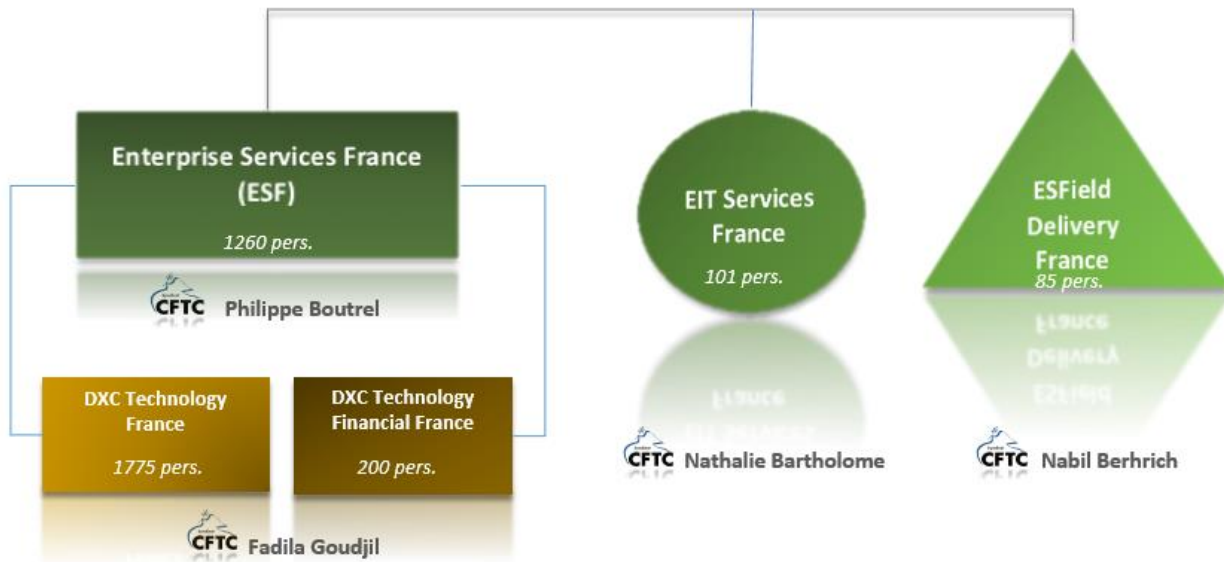 Enterprise Services France
(ESF)
1260 pers.
CFTC Philippe Boutrel
DXC Technology
France
1775 pers.
DXC Technology
Financial France
200 pers.
CFTC Fadila Goudjil
EIT Services
France
101 pers.
CFTC Nathalie Bartholome
ESField
Delivery
France
85 pers.
CFTC Nabil Berhrich